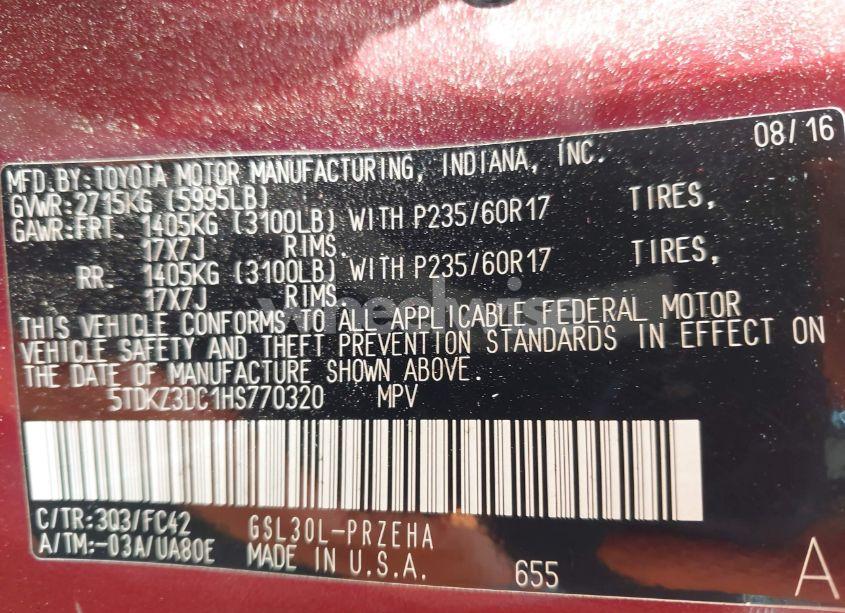 08/16
MFD.BY:TOYOTA MOTOR MANUFACTURING, INDIANA, INC.
GVWR:2715KG (5995LB)
GAWR:FRT. 1405KG (3100LB) WITH P235/60R17 TIRES,
17X7J RIMS.
RR. 1405KG (3100LB) WITH P235/60R17 TIRES,
17X7J RIMS.
THIS VEHICLE CONFORMS TO ALL APPLICABLE FEDERAL MOTOR
VEHICLE SAFETY AND THEFT PREVENTION STANDARDS IN EFFECT ON
THE DATE OF MANUFACTURE SHOWN ABOVE.
5TDKZ3DC1HS770320 MPV
C/TR:3Q3/FC42 GSL30L-PRZEHA
A/TM:-03A/UA80E MADE IN U.S.A. 655 A